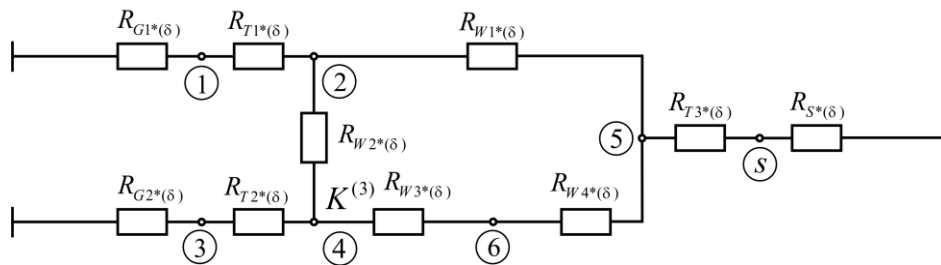 R_{G1*(δ)} R_{T1*(δ)} R_{W1*(δ)}
① ②
R_{T3*(δ)} R_{S*(δ)}
R_{W2*(δ)} ⑤ Ⓢ
R_{G2*(δ)} R_{T2*(δ)} K^{(3)} R_{W3*(δ)} R_{W4*(δ)}
③ ④ ⑥